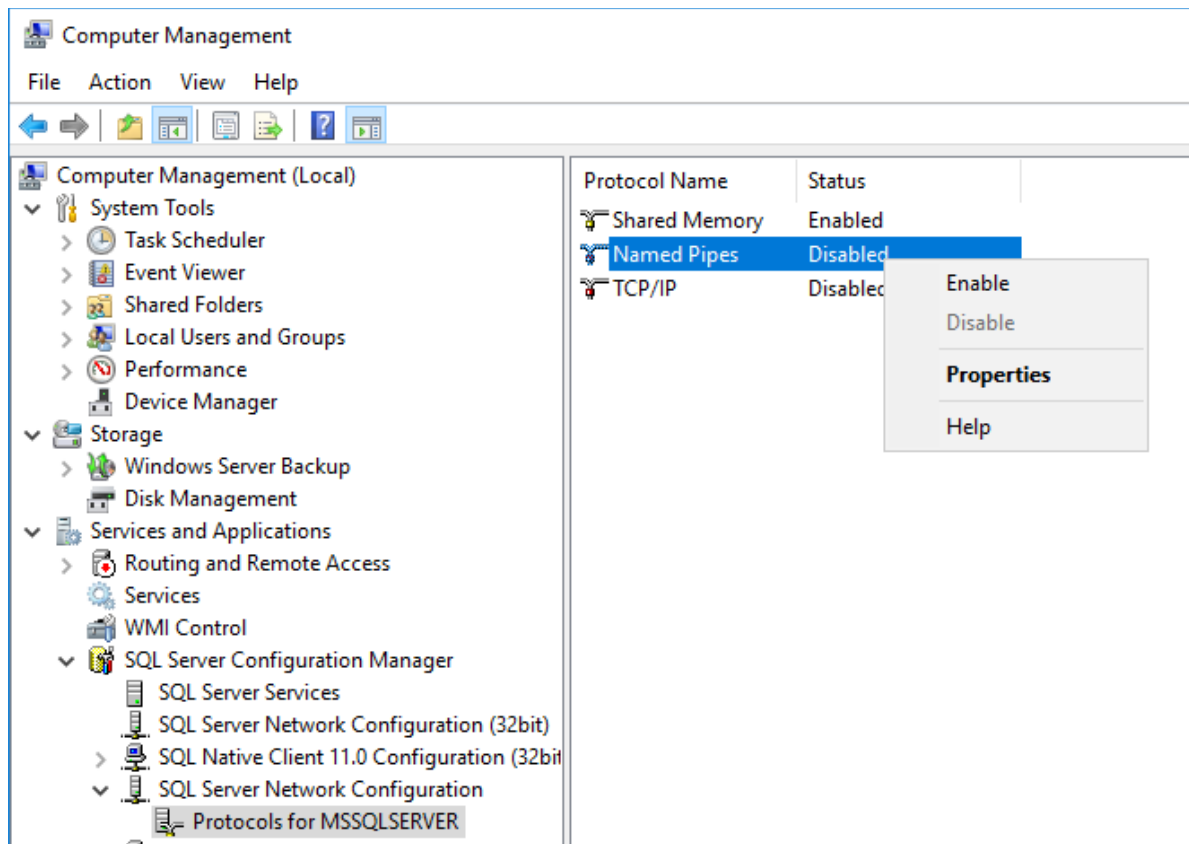 Computer Management
File Action View Help
Computer Management (Local)
System Tools
Task Scheduler
Event Viewer
Shared Folders
Local Users and Groups
Performance
Device Manager
Storage
Windows Server Backup
Disk Management
Services and Applications
Routing and Remote Access
Services
WMI Control
SQL Server Configuration Manager
SQL Server Services
SQL Server Network Configuration (32bit)
SQL Native Client 11.0 Configuration (32bit
SQL Server Network Configuration
Protocols for MSSQLSERVER
Protocol Name Status
Shared Memory Enabled
Named Pipes Disabled
TCP/IP Disabled
Enable
Disable
Properties
Help